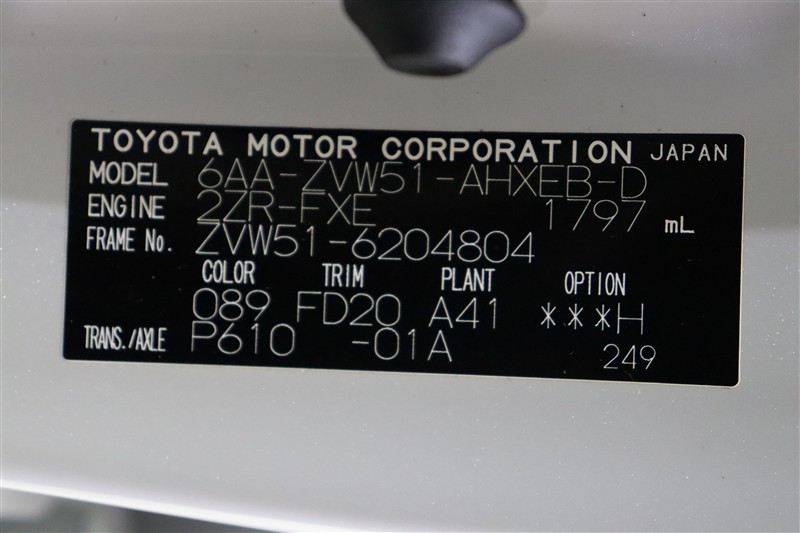 TOYOTA MOTOR CORPORATION JAPAN
MODEL 6AA-ZVW51-AHXEB-D
ENGINE 2ZR-FXE 1797 mL
FRAME No. ZVW51-6204804
COLOR TRIM PLANT OPTION
089 FD20 A41 ***H
TRANS./AXLE P610 -01A 249